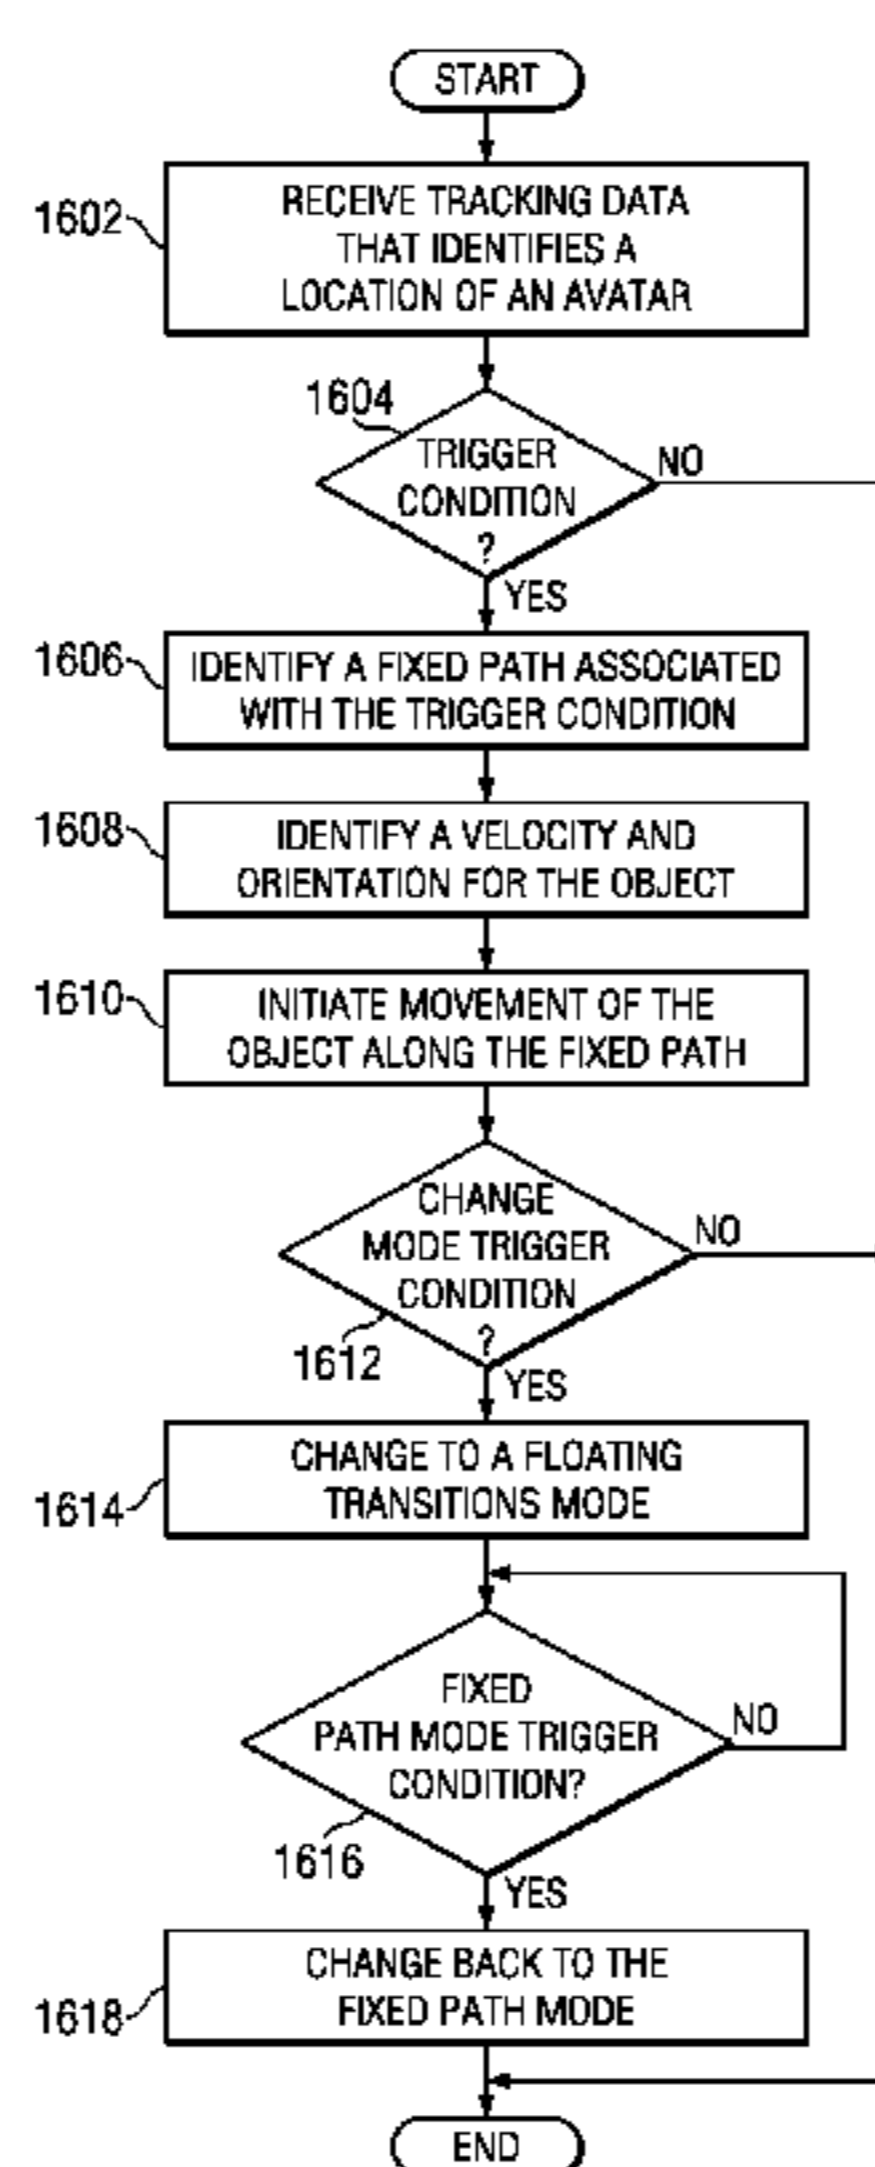 START
1602
RECEIVE TRACKING DATA
THAT IDENTIFIES A
LOCATION OF AN AVATAR
1604
TRIGGER
CONDITION
?
NO
YES
1606
IDENTIFY A FIXED PATH ASSOCIATED
WITH THE TRIGGER CONDITION
1608
IDENTIFY A VELOCITY AND
ORIENTATION FOR THE OBJECT
1610
INITIATE MOVEMENT OF THE
OBJECT ALONG THE FIXED PATH
CHANGE
MODE TRIGGER
CONDITION
?
NO
1612
YES
CHANGE TO A FLOATING
TRANSITIONS MODE
1614
FIXED
PATH MODE TRIGGER
CONDITION?
NO
1616
YES
CHANGE BACK TO THE
FIXED PATH MODE
1618
END